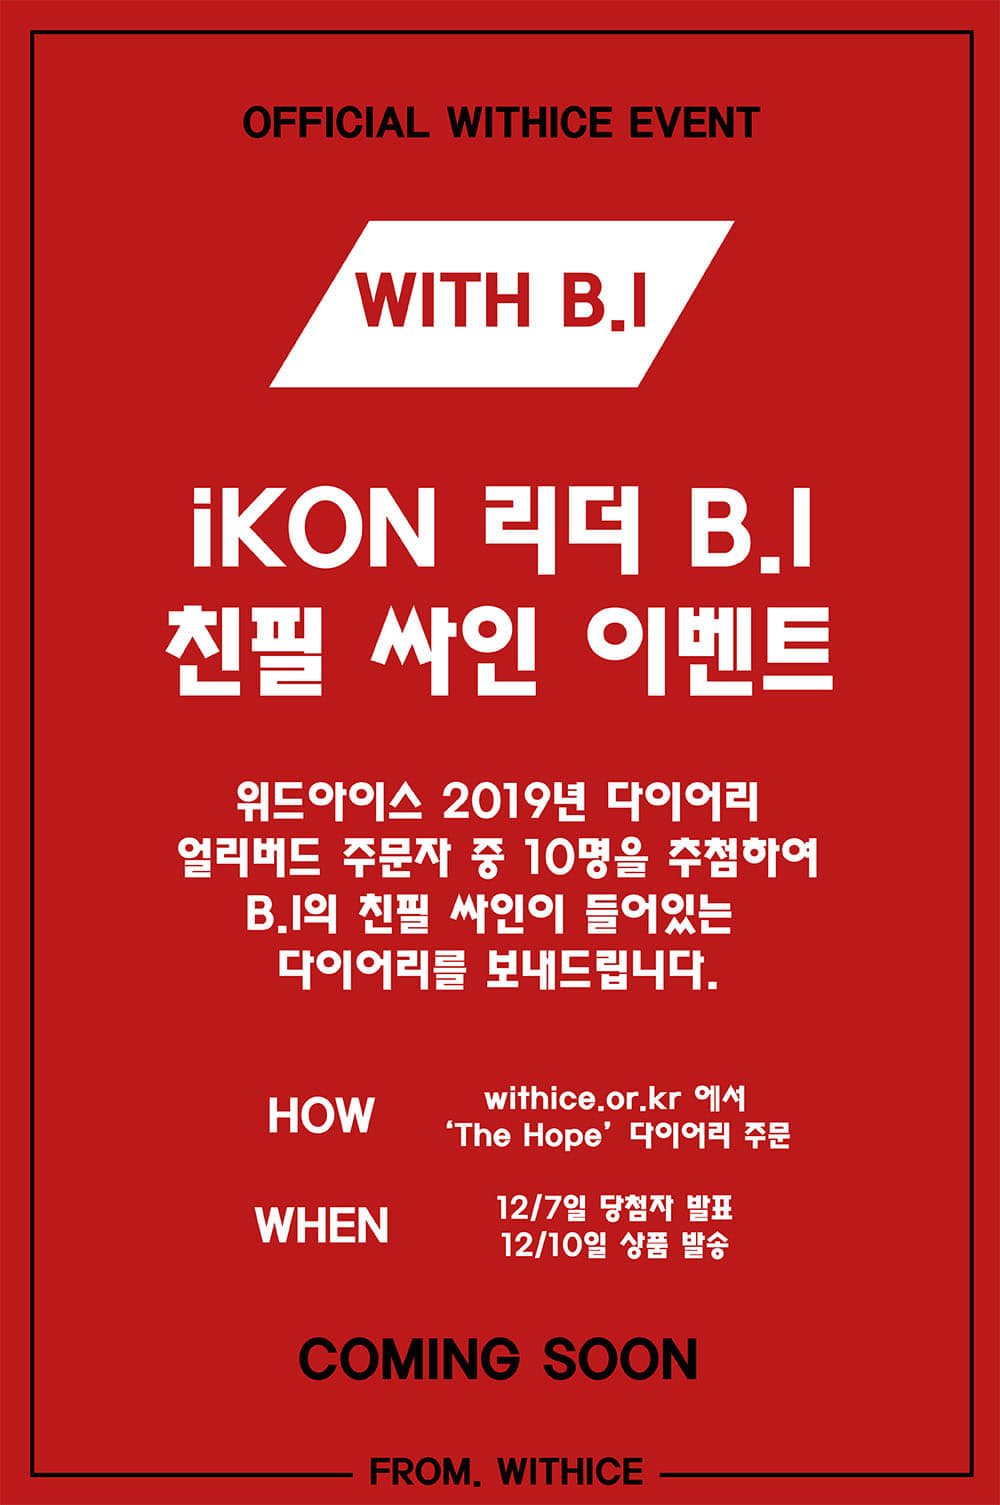 OFFICIAL WITHICE EVENT
WITH B.I
iKON 리더 B.I
친필 싸인 이벤트
위드아이스 2019년 다이어리
얼리버드 주문자 중 10명을 추첨하여
B.I의 친필 싸인이 들어있는
다이어리를 보내드립니다.
HOW
withice.or.kr 에서
‘The Hope’ 다이어리 주문
WHEN
12/7일 당첨자 발표
12/10일 상품 발송
COMING SOON
FROM. WITHICE